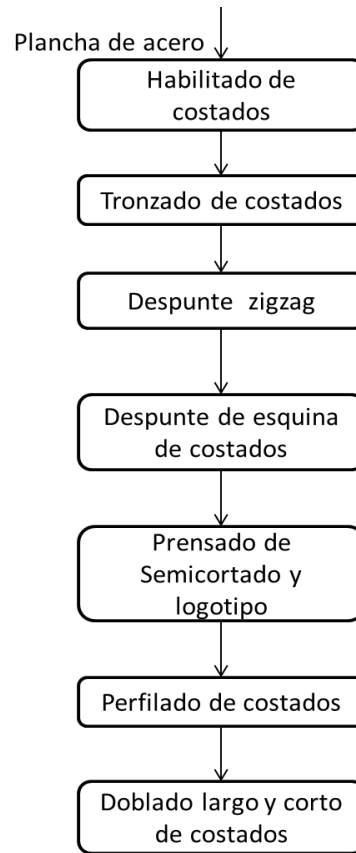 Plancha de acero
Habilitado de
costados
Tronzado de costados
Despunte zigzag
Despunte de esquina
de costados
Prensado de
Semicortado y
logotipo
Perfilado de costados
Doblado largo y corto
de costados